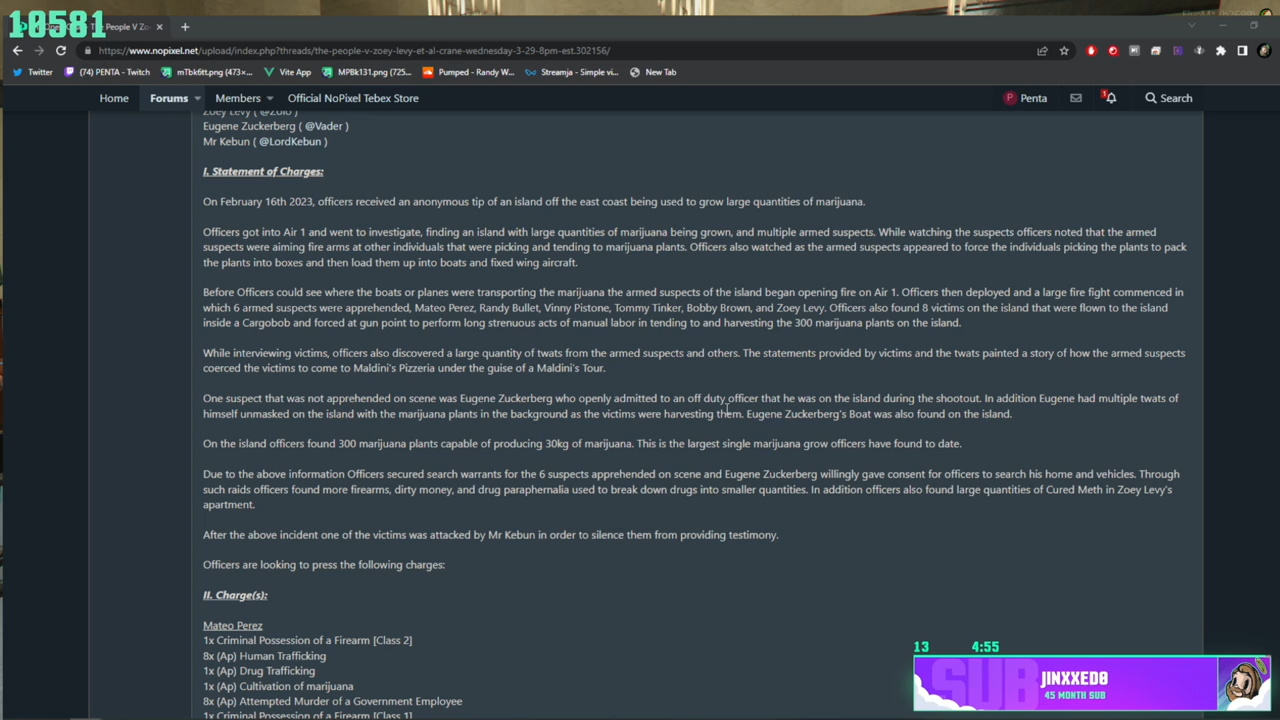 10581
The People V Zo
https://www.nopixel.net/upload/index.php?threads/the-people-v-zoey-levy-et-al-crane-wednesday-3-29-8pm-est.302156/
Twitter (74) PENTA - Twitch mTbk6tt.png (473×... Vite App MPBk131.png (725... Pumped - Randy W... Streamja - Simple vi... New Tab
Home Forums Members Official NoPixel Tebex Store P Penta 1 Search
Zoey Levy ( @Zolo )
Eugene Zuckerberg ( @Vader )
Mr Kebun ( @LordKebun )
I. Statement of Charges:
On February 16th 2023, officers received an anonymous tip of an island off the east coast being used to grow large quantities of marijuana.
Officers got into Air 1 and went to investigate, finding an island with large quantities of marijuana being grown, and multiple armed suspects. While watching the suspects officers noted that the armed
suspects were aiming fire arms at other individuals that were picking and tending to marijuana plants. Officers also watched as the armed suspects appeared to force the individuals picking the plants to pack
the plants into boxes and then load them up into boats and fixed wing aircraft.
Before Officers could see where the boats or planes were transporting the marijuana the armed suspects of the island began opening fire on Air 1. Officers then deployed and a large fire fight commenced in
which 6 armed suspects were apprehended, Mateo Perez, Randy Bullet, Vinny Pistone, Tommy Tinker, Bobby Brown, and Zoey Levy. Officers also found 8 victims on the island that were flown to the island
inside a Cargobob and forced at gun point to perform long strenuous acts of manual labor in tending to and harvesting the 300 marijuana plants on the island.
While interviewing victims, officers also discovered a large quantity of twats from the armed suspects and others. The statements provided by victims and the twats painted a story of how the armed suspects
coerced the victims to come to Maldini's Pizzeria under the guise of a Maldini's Tour.
One suspect that was not apprehended on scene was Eugene Zuckerberg who openly admitted to an off duty officer that he was on the island during the shootout. In addition Eugene had multiple twats of
himself unmasked on the island with the marijuana plants in the background as the victims were harvesting them. Eugene Zuckerberg's Boat was also found on the island.
On the island officers found 300 marijuana plants capable of producing 30kg of marijuana. This is the largest single marijuana grow officers have found to date.
Due to the above information Officers secured search warrants for the 6 suspects apprehended on scene and Eugene Zuckerberg willingly gave consent for officers to search his home and vehicles. Through
such raids officers found more firearms, dirty money, and drug paraphernalia used to break down drugs into smaller quantities. In addition officers also found large quantities of Cured Meth in Zoey Levy's
apartment.
After the above incident one of the victims was attacked by Mr Kebun in order to silence them from providing testimony.
Officers are looking to press the following charges:
II. Charge(s):
Mateo Perez
1x Criminal Possession of a Firearm [Class 2]
8x (Ap) Human Trafficking
1x (Ap) Drug Trafficking
1x (Ap) Cultivation of marijuana
8x (Ap) Attempted Murder of a Government Employee
1x Criminal Possession of a Firearm [Class 1]
13 4:55
SUB
JINXXED8
45 MONTH SUB